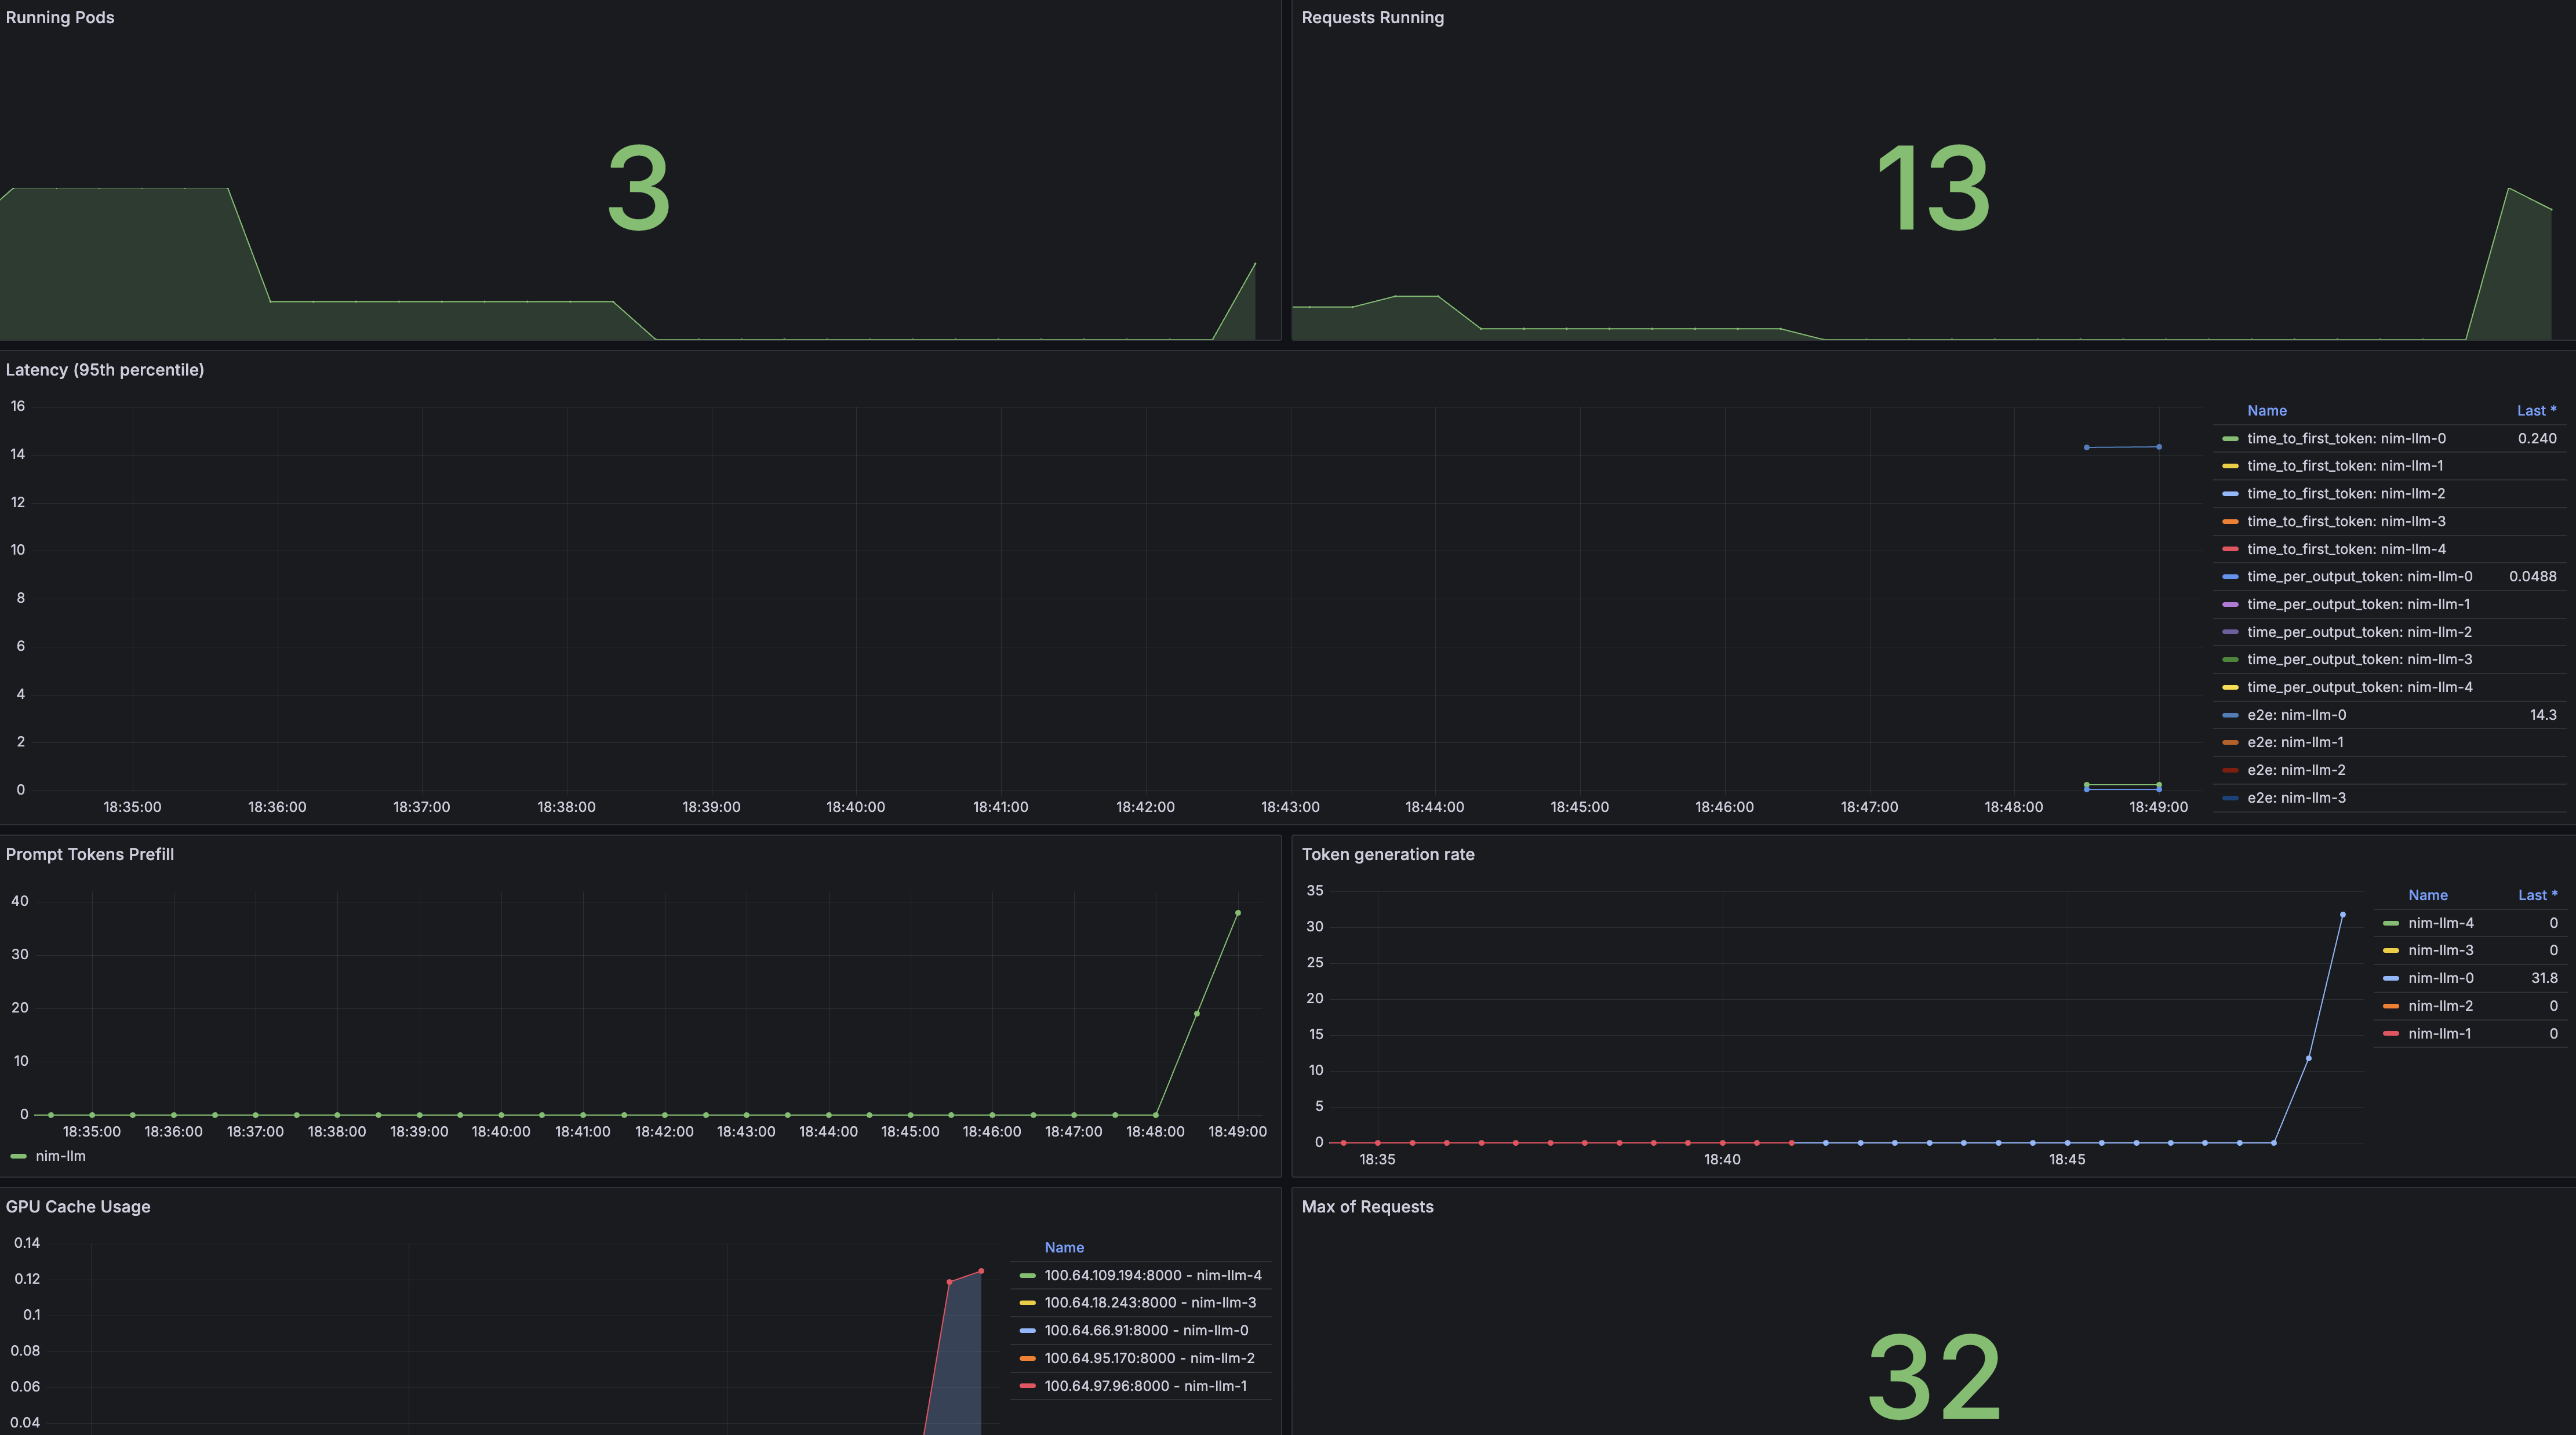 Running Pods
3
Requests Running
13
Latency (95th percentile)
16
14
12
10
8
6
4
2
0
18:35:00 18:36:00 18:37:00 18:38:00 18:39:00 18:40:00 18:41:00 18:42:00 18:43:00 18:44:00 18:45:00 18:46:00 18:47:00 18:48:00 18:49:00
Name Last *
time_to_first_token: nim-llm-0 0.240
time_to_first_token: nim-llm-1
time_to_first_token: nim-llm-2
time_to_first_token: nim-llm-3
time_to_first_token: nim-llm-4
time_per_output_token: nim-llm-0 0.0488
time_per_output_token: nim-llm-1
time_per_output_token: nim-llm-2
time_per_output_token: nim-llm-3
time_per_output_token: nim-llm-4
e2e: nim-llm-0 14.3
e2e: nim-llm-1
e2e: nim-llm-2
e2e: nim-llm-3
Prompt Tokens Prefill
40
30
20
10
0
18:35:00 18:36:00 18:37:00 18:38:00 18:39:00 18:40:00 18:41:00 18:42:00 18:43:00 18:44:00 18:45:00 18:46:00 18:47:00 18:48:00 18:49:00
nim-llm
Token generation rate
35
30
25
20
15
10
5
0
18:35 18:40 18:45
Name Last *
nim-llm-4 0
nim-llm-3 0
nim-llm-0 31.8
nim-llm-2 0
nim-llm-1 0
GPU Cache Usage
0.14
0.12
0.1
0.08
0.06
0.04
Name
100.64.109.194:8000 - nim-llm-4
100.64.18.243:8000 - nim-llm-3
100.64.66.91:8000 - nim-llm-0
100.64.95.170:8000 - nim-llm-2
100.64.97.96:8000 - nim-llm-1
Max of Requests
32